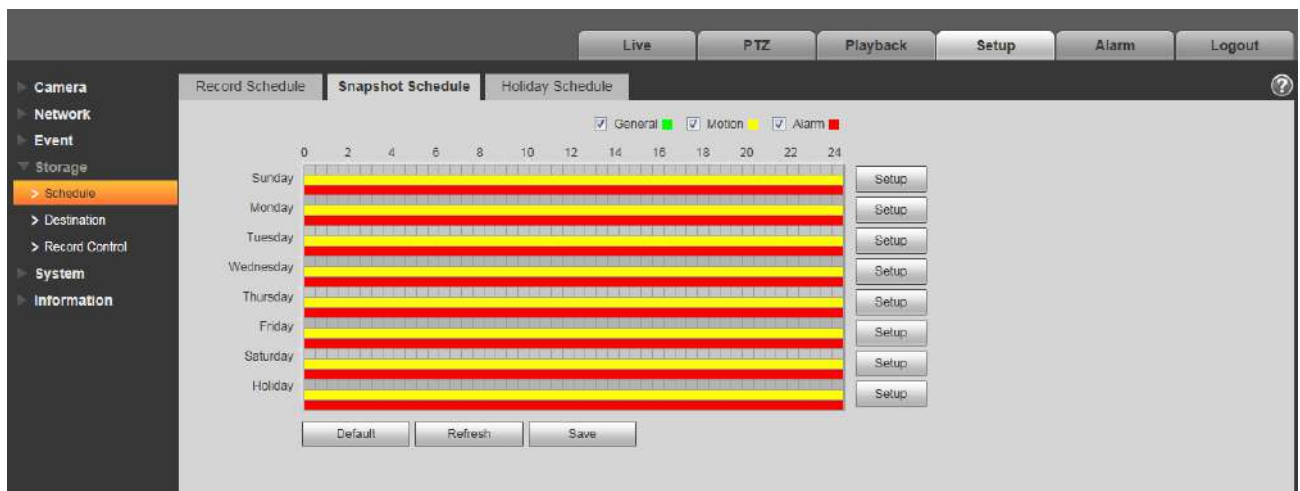 Live PTZ Playback Setup Alarm Logout
Camera
Network
Event
Storage
> Schedule
> Destination
> Record Control
System
Information
Record Schedule Snapshot Schedule Holiday Schedule ?
General Motion Alarm
0 2 4 6 8 10 12 14 16 18 20 22 24
Sunday Setup
Monday Setup
Tuesday Setup
Wednesday Setup
Thursday Setup
Friday Setup
Saturday Setup
Holiday Setup
Default Refresh Save